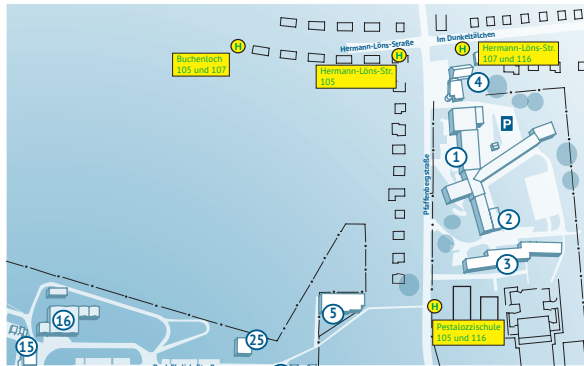 Im Dunkeltälchen
H
H
H
Hermann-Löns-Straße
Hermann-Löns-Str.
107 und 116
Buchenloch
105 und 107
Hermann-Löns-Str.
105
4
P
1
Pfaffenbergstraße
2
3
H
5
16
25
15
Pestalozzischule
105 und 116